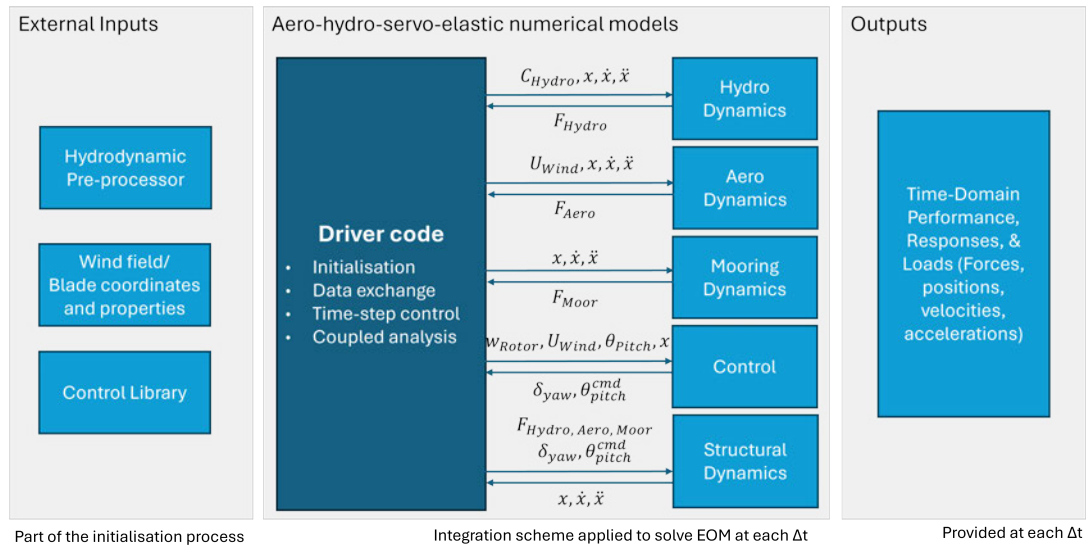 External Inputs
Hydrodynamic
Pre-processor
Wind field/
Blade coordinates
and properties
Control Library
Part of the initialisation process
Aero-hydro-servo-elastic numerical models
Driver code
• Initialisation
• Data exchange
• Time-step control
• Coupled analysis
C_Hydro, x, ẋ, ẍ
F_Hydro
Hydro
Dynamics
U_Wind, x, ẋ, ẍ
F_Aero
Aero
Dynamics
x, ẋ, ẍ
F_Moor
Mooring
Dynamics
w_Rotor, U_Wind, θ_Pitch, x
δ_yaw, θ_pitch^cmd
Control
F_Hydro, Aero, Moor
δ_yaw, θ_pitch^cmd
x, ẋ, ẍ
Structural
Dynamics
Integration scheme applied to solve EOM at each Δt
Outputs
Time-Domain
Performance,
Responses, &
Loads (Forces,
positions,
velocities,
accelerations)
Provided at each Δt